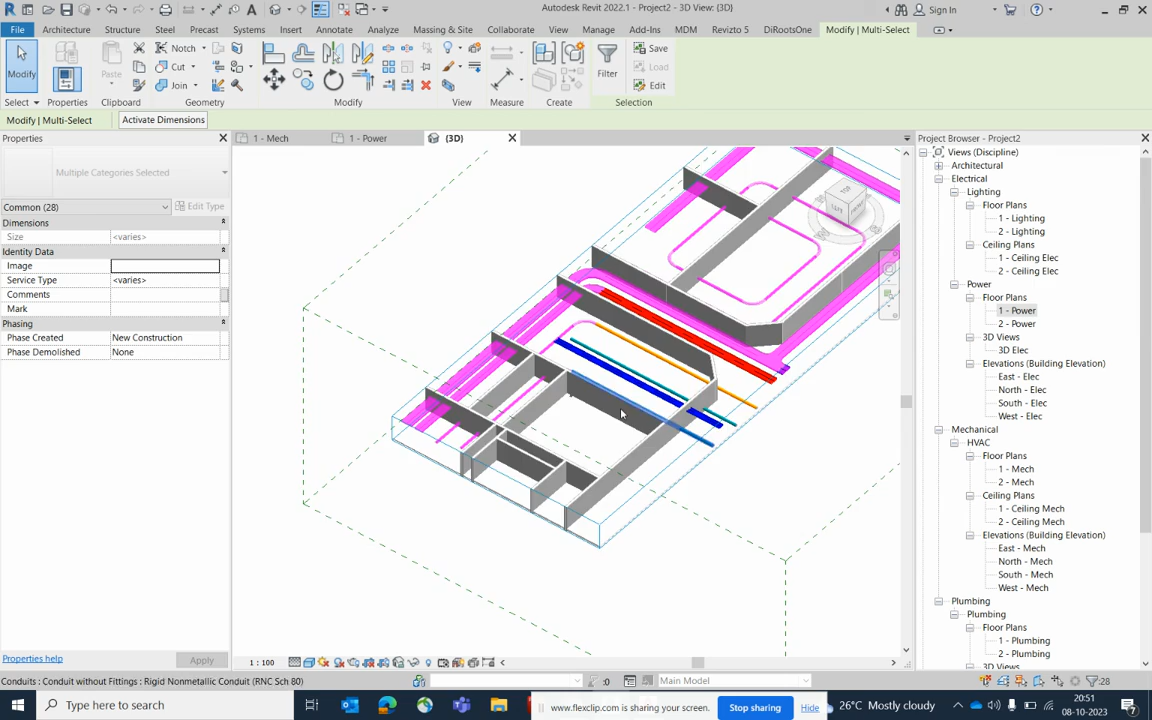 Autodesk Revit 2022.1 - Project2 - 3D View: {3D}
Sign In
File Architecture Structure Steel Precast Systems Insert Annotate Analyze Massing & Site Collaborate View Manage Add-Ins MDM Revizto 5 DiRootsOne Modify | Multi-Select
Modify
Paste
Notch
Cut
Join
Filter
Save
Load
Edit
Select Properties Clipboard Geometry Modify View Measure Create Selection
Modify | Multi-Select Activate Dimensions
Properties
Multiple Categories Selected
Common (28) Edit Type
Dimensions
Size <varies>
Identity Data
Image
Service Type <varies>
Comments
Mark
Phasing
Phase Created New Construction
Phase Demolished None
Properties help Apply
1 - Mech 1 - Power {3D}
TOP
LEFT
Project Browser - Project2
Views (Discipline)
Architectural
Electrical
Lighting
Floor Plans
1 - Lighting
2 - Lighting
Ceiling Plans
1 - Ceiling Elec
2 - Ceiling Elec
Power
Floor Plans
1 - Power
2 - Power
3D Views
3D Elec
Elevations (Building Elevation)
East - Elec
North - Elec
South - Elec
West - Elec
Mechanical
HVAC
Floor Plans
1 - Mech
2 - Mech
Ceiling Plans
1 - Ceiling Mech
2 - Ceiling Mech
Elevations (Building Elevation)
East - Mech
North - Mech
South - Mech
West - Mech
Plumbing
Plumbing
Floor Plans
1 - Plumbing
2 - Plumbing
3D Views
1 : 100
Conduits : Conduit without Fittings : Rigid Nonmetallic Conduit (RNC Sch 80)
:0
Main Model
:28
Type here to search
www.flexclip.com is sharing your screen.
Stop sharing
Hide
26°C Mostly cloudy
20:51
08-10-2023